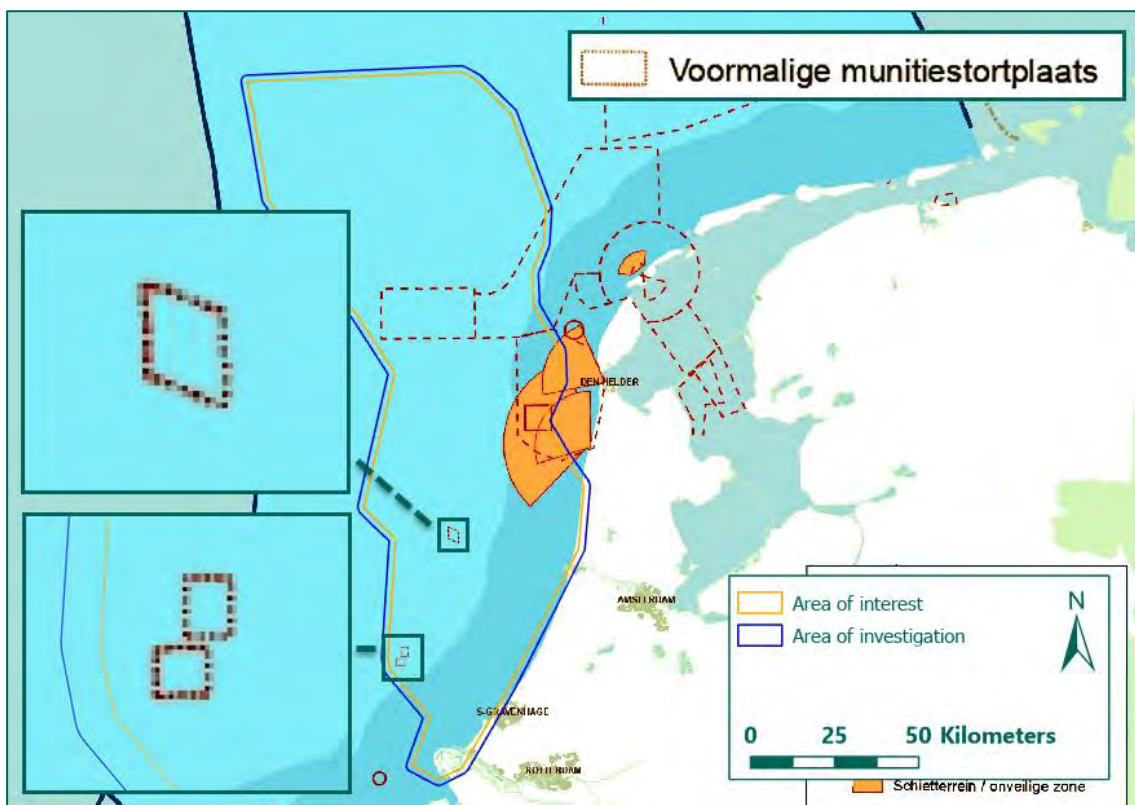 Voormalige munitiestortplaats
DEN HELDER
AMSTERDAM
S-GRAVENHAGE
ROTTERDAM
Area of interest
Area of investigation
N
0 25 50 Kilometers
Schietterrein / onveilige zone